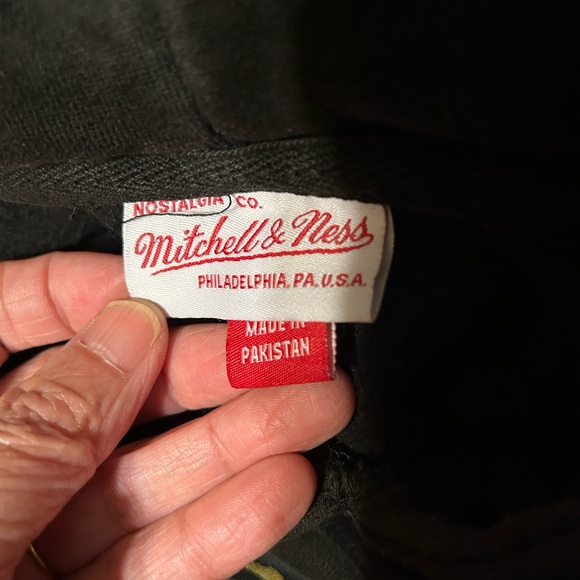 NOSTALGIA CO.
Mitchell & Ness
PHILADELPHIA. PA. U.S.A.
MADE IN
PAKISTAN